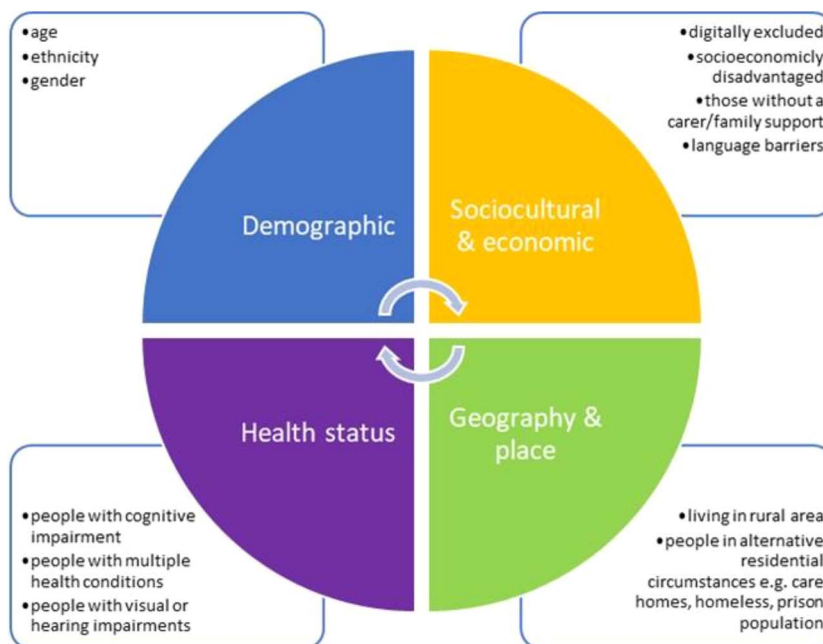 •age
•ethnicity
•gender
•digitally excluded
•socioeconomicly
disadvantaged
•those without a
carer/family support
•language barriers
Demographic
Sociocultural
& economic
Health status
Geography &
place
•people with cognitive
impairment
•people with multiple
health conditions
•people with visual or
hearing impairments
•living in rural area
•people in alternative
residential
circumstances e.g. care
homes, homeless, prison
population